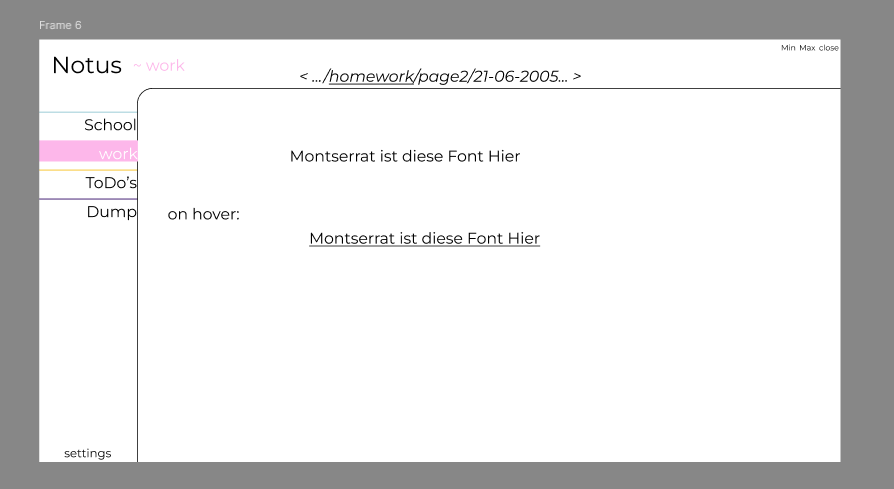 Frame 6
Min Max close
Notus ~ work
< .../homework/page2/21-06-2005... >
School
work
Montserrat ist diese Font Hier
ToDo's
Dump
on hover:
Montserrat ist diese Font Hier
settings